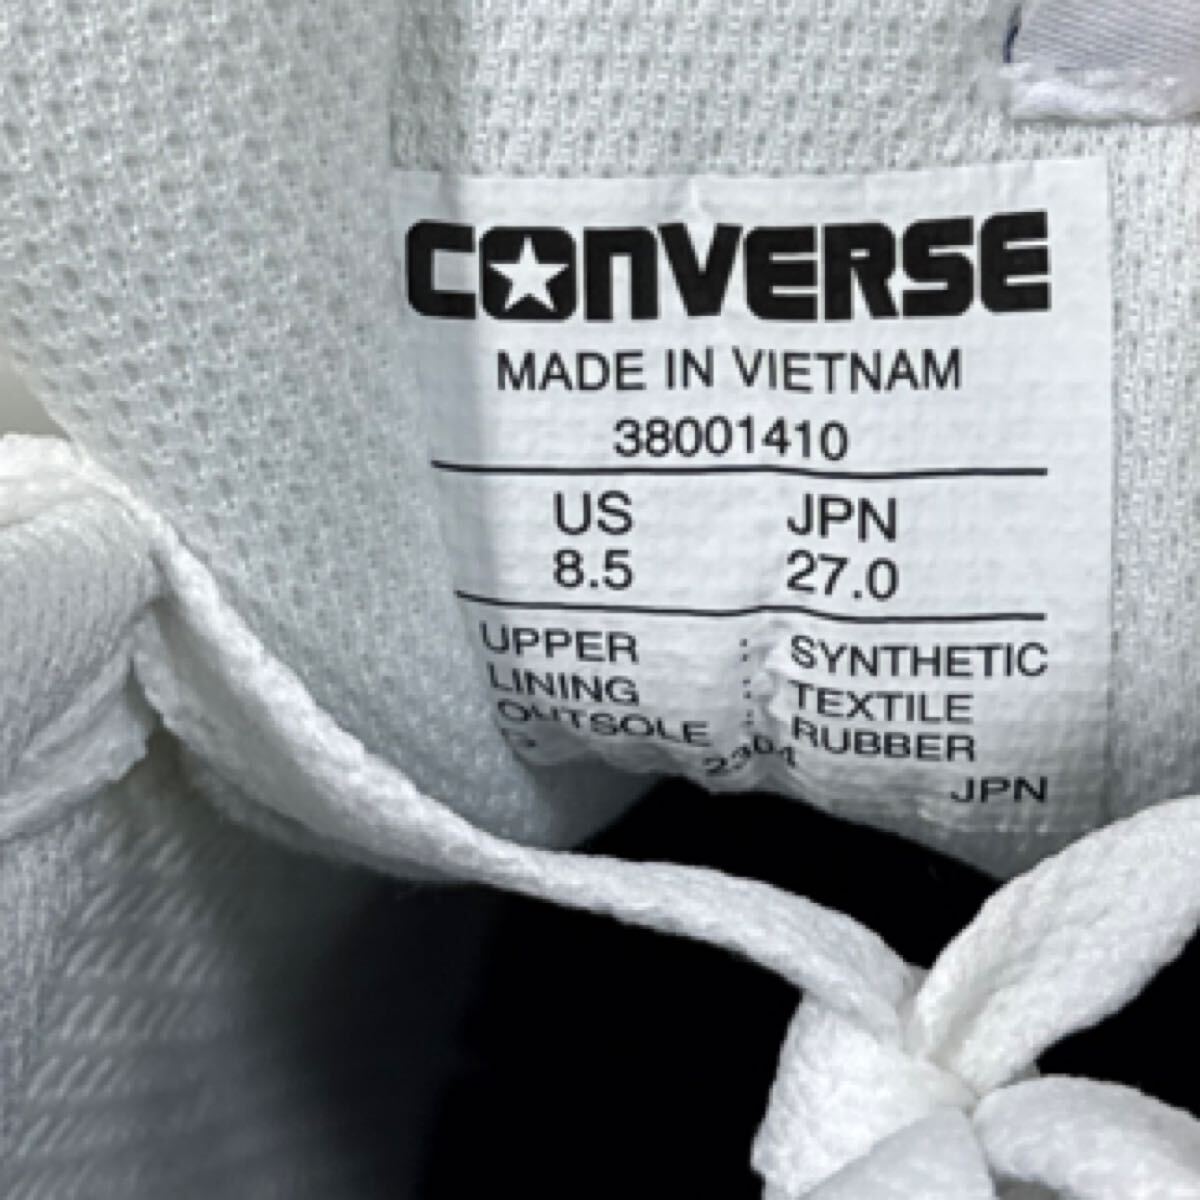 CONVERSE
MADE IN VIETNAM
38001410
US JPN
8.5 27.0
UPPER : SYNTHETIC
LINING : TEXTILE
OUTSOLE : RUBBER
2304
JPN